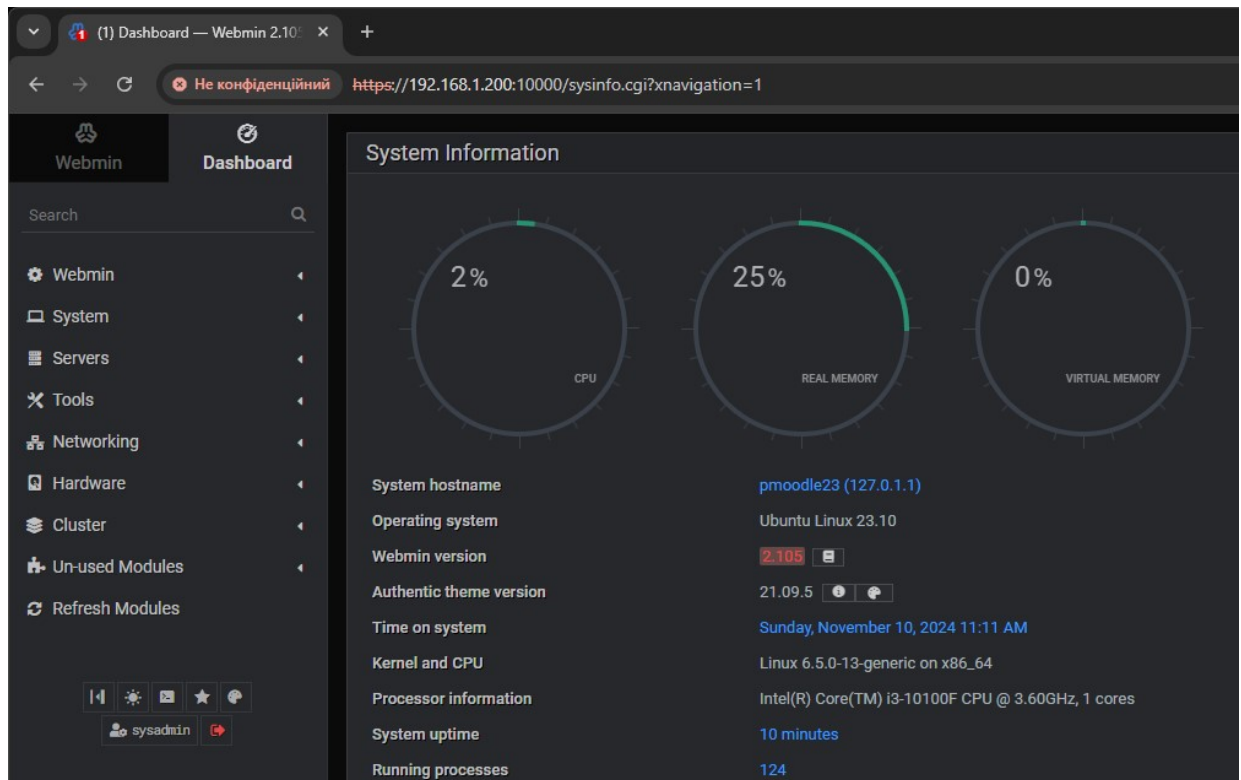 (1) Dashboard — Webmin 2.10
Не конфіденційний https://192.168.1.200:10000/sysinfo.cgi?xnavigation=1
Webmin
Dashboard
Search
Webmin
System
Servers
Tools
Networking
Hardware
Cluster
Un-used Modules
Refresh Modules
sysadmin
System Information
2%
CPU
25%
REAL MEMORY
0%
VIRTUAL MEMORY
System hostname pmoodle23 (127.0.1.1)
Operating system Ubuntu Linux 23.10
Webmin version 2.105
Authentic theme version 21.09.5
Time on system Sunday, November 10, 2024 11:11 AM
Kernel and CPU Linux 6.5.0-13-generic on x86_64
Processor information Intel(R) Core(TM) i3-10100F CPU @ 3.60GHz, 1 cores
System uptime 10 minutes
Running processes 124